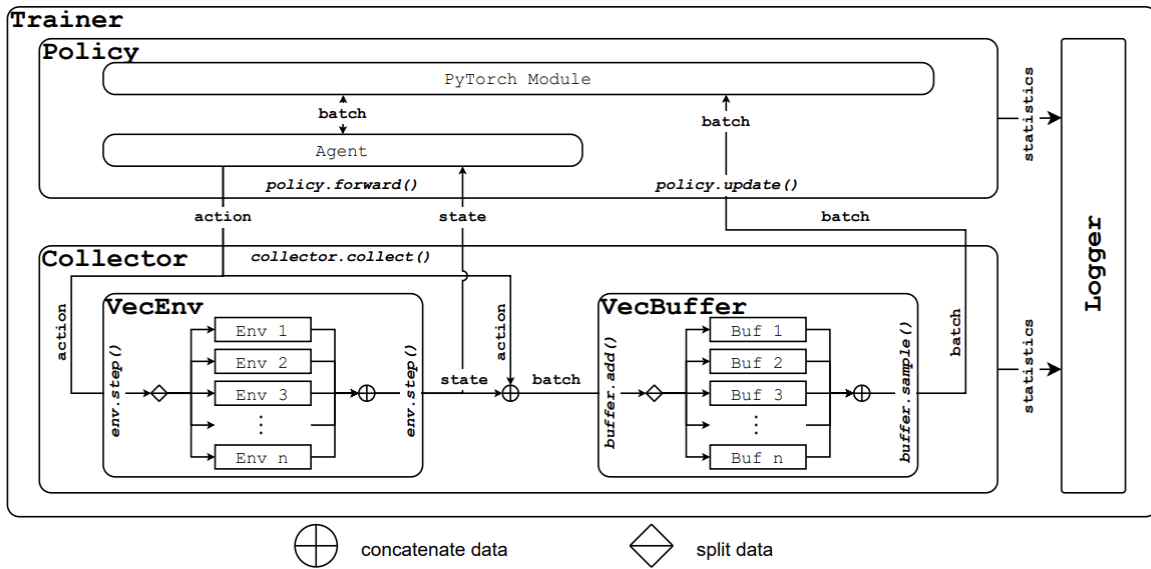 Trainer
Policy
PyTorch Module
batch
batch
Agent
policy.forward()
policy.update()
action
state
batch
statistics
Collector
collector.collect()
action
action
VecEnv
env.step()
Env 1
Env 2
Env 3
⋮
Env n
env.step()
state
batch
VecBuffer
buffer.add()
Buf 1
Buf 2
Buf 3
⋮
Buf n
buffer.sample()
batch
statistics
Logger
concatenate data
split data